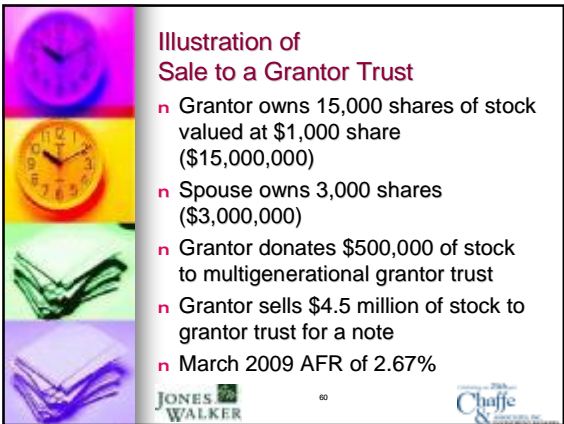 Illustration of
Sale to a Grantor Trust
n Grantor owns 15,000 shares of stock
valued at $1,000 share
($15,000,000)
n Spouse owns 3,000 shares
($3,000,000)
n Grantor donates $500,000 of stock
to multigenerational grantor trust
n Grantor sells $4.5 million of stock to
grantor trust for a note
n March 2009 AFR of 2.67%
JONES
WALKER
60
Chaffe
&